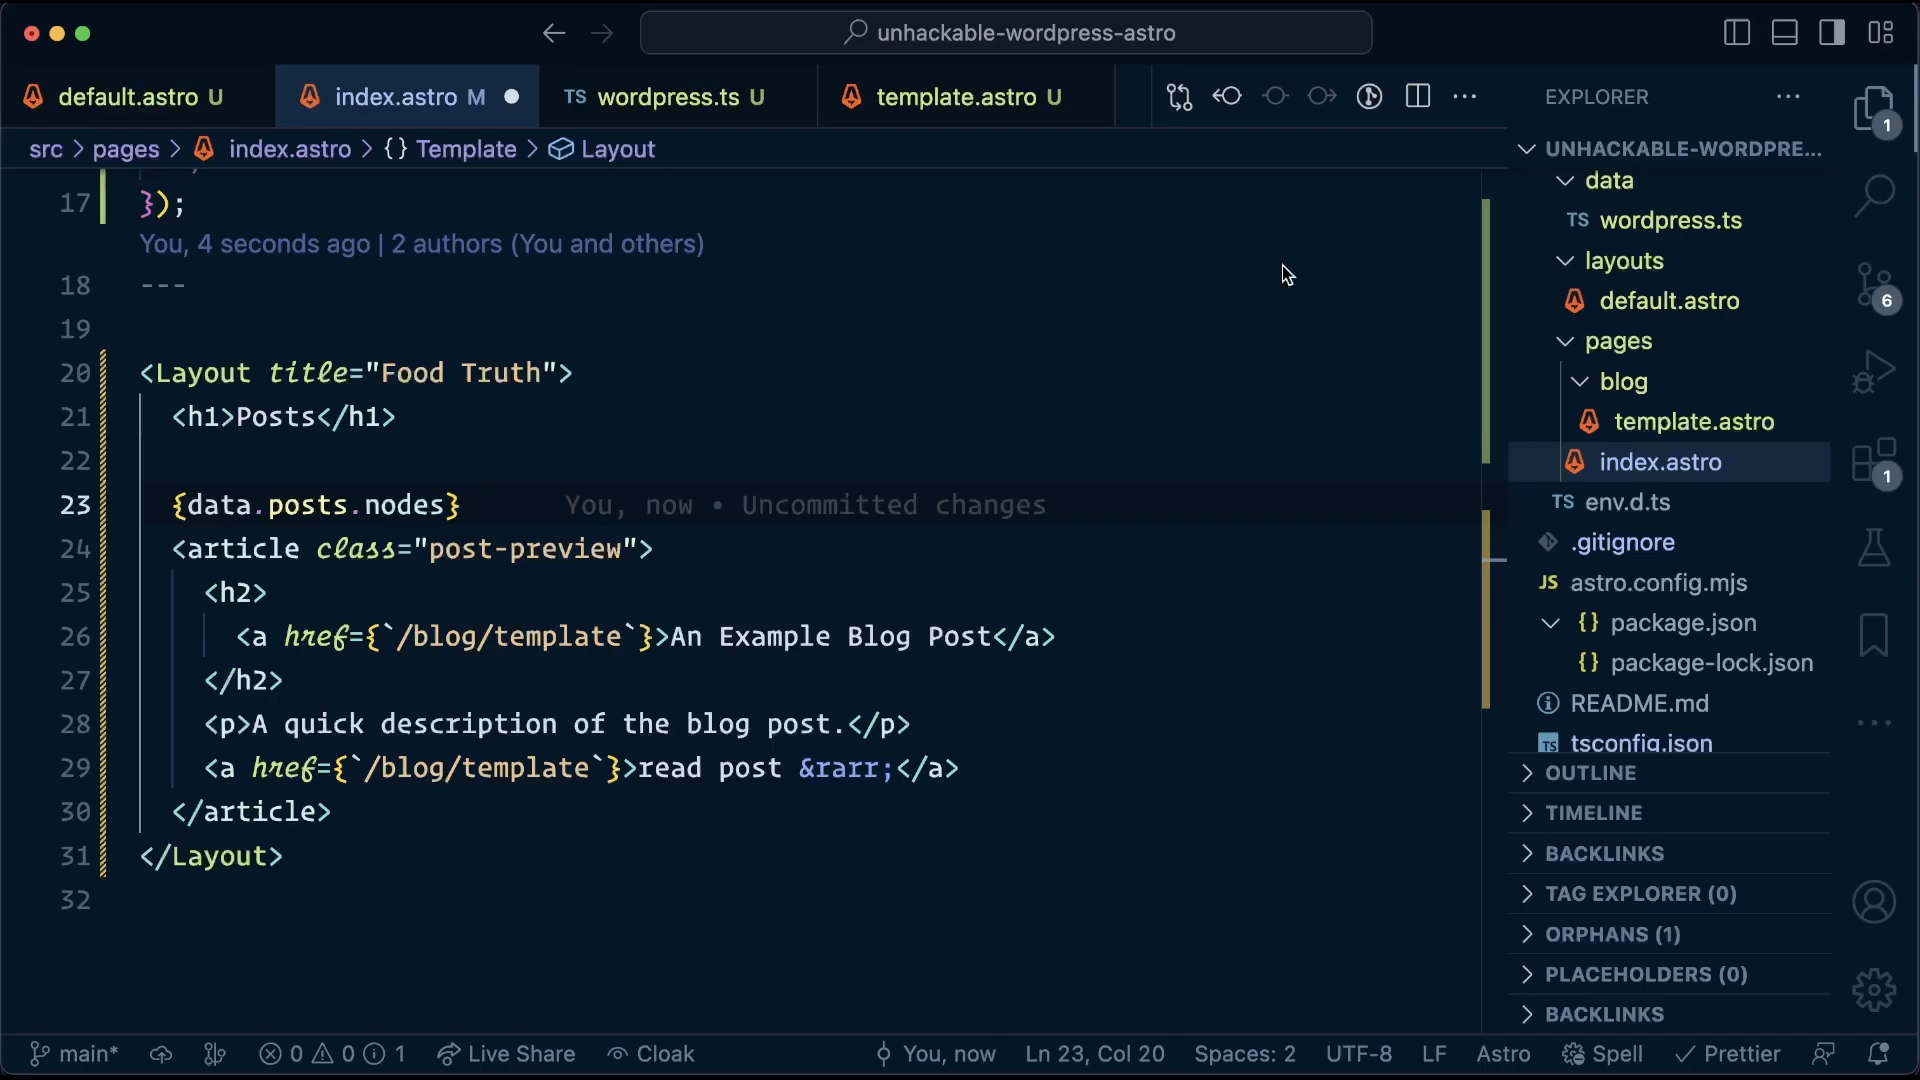 unhackable-wordpress-astro
default.astro U
index.astro M
TS wordpress.ts U
template.astro U
src > pages > index.astro > {} Template > Layout
17 });
You, 4 seconds ago | 2 authors (You and others)
18 ---
19
20 <Layout title="Food Truth">
21 <h1>Posts</h1>
22
23 {data.posts.nodes} You, now • Uncommitted changes
24 <article class="post-preview">
25 <h2>
26 <a href={`/blog/template`}>An Example Blog Post</a>
27 </h2>
28 <p>A quick description of the blog post.</p>
29 <a href={`/blog/template`}>read post &rarr;</a>
30 </article>
31 </Layout>
32
EXPLORER
1
UNHACKABLE-WORDPRE...
data
TS wordpress.ts
layouts
default.astro
6
pages
blog
template.astro
index.astro
1
TS env.d.ts
.gitignore
JS astro.config.mjs
{} package.json
{} package-lock.json
README.md
TS tsconfig.json
OUTLINE
TIMELINE
BACKLINKS
TAG EXPLORER (0)
ORPHANS (1)
PLACEHOLDERS (0)
BACKLINKS
main* 0 0 1 Live Share Cloak You, now Ln 23, Col 20 Spaces: 2 UTF-8 LF Astro Spell Prettier